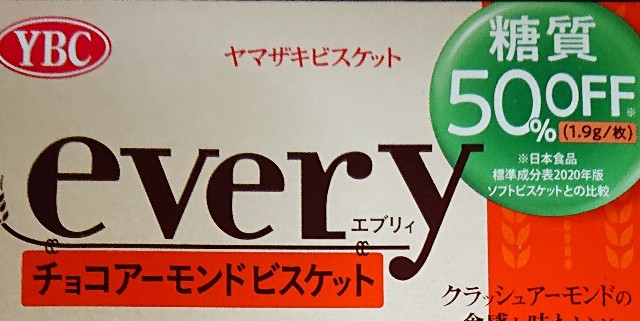 YBC
ヤマザキビスケット
糖質
50%OFF※
(1.9g/枚)
※日本食品
標準成分表2020年版
ソフトビスケットとの比較
every
エブリィ
チョコアーモンドビスケット
クラッシュアーモンドの